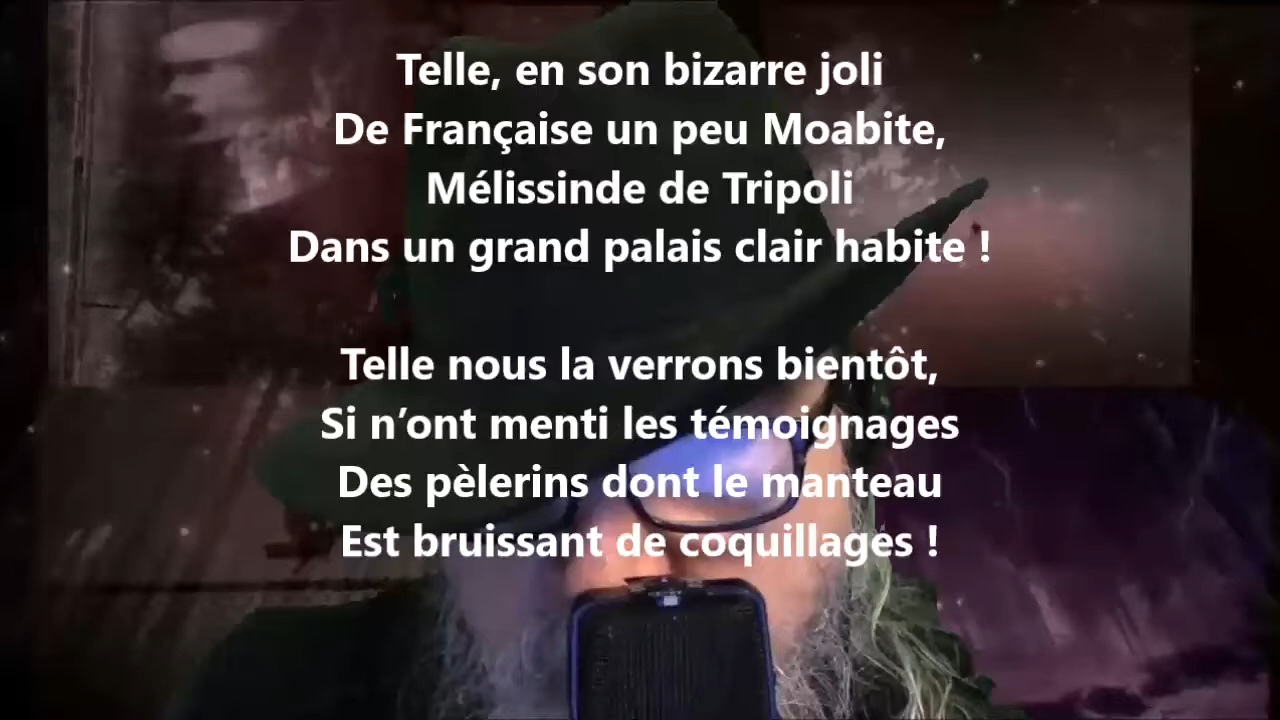 Telle, en son bizarre joli
De Française un peu Moabite,
Mélissinde de Tripoli
Dans un grand palais clair habite !
Telle nous la verrons bientôt,
Si n’ont menti les témoignages
Des pèlerins dont le manteau
Est bruissant de coquillages !